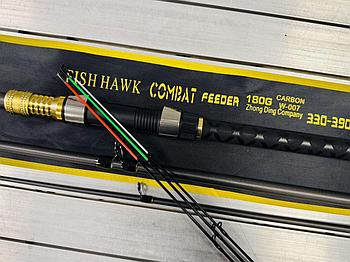 FISH HAWK COMBAT FEEDER 180G CARBON
W-007
Zhong Ding Company 330-390